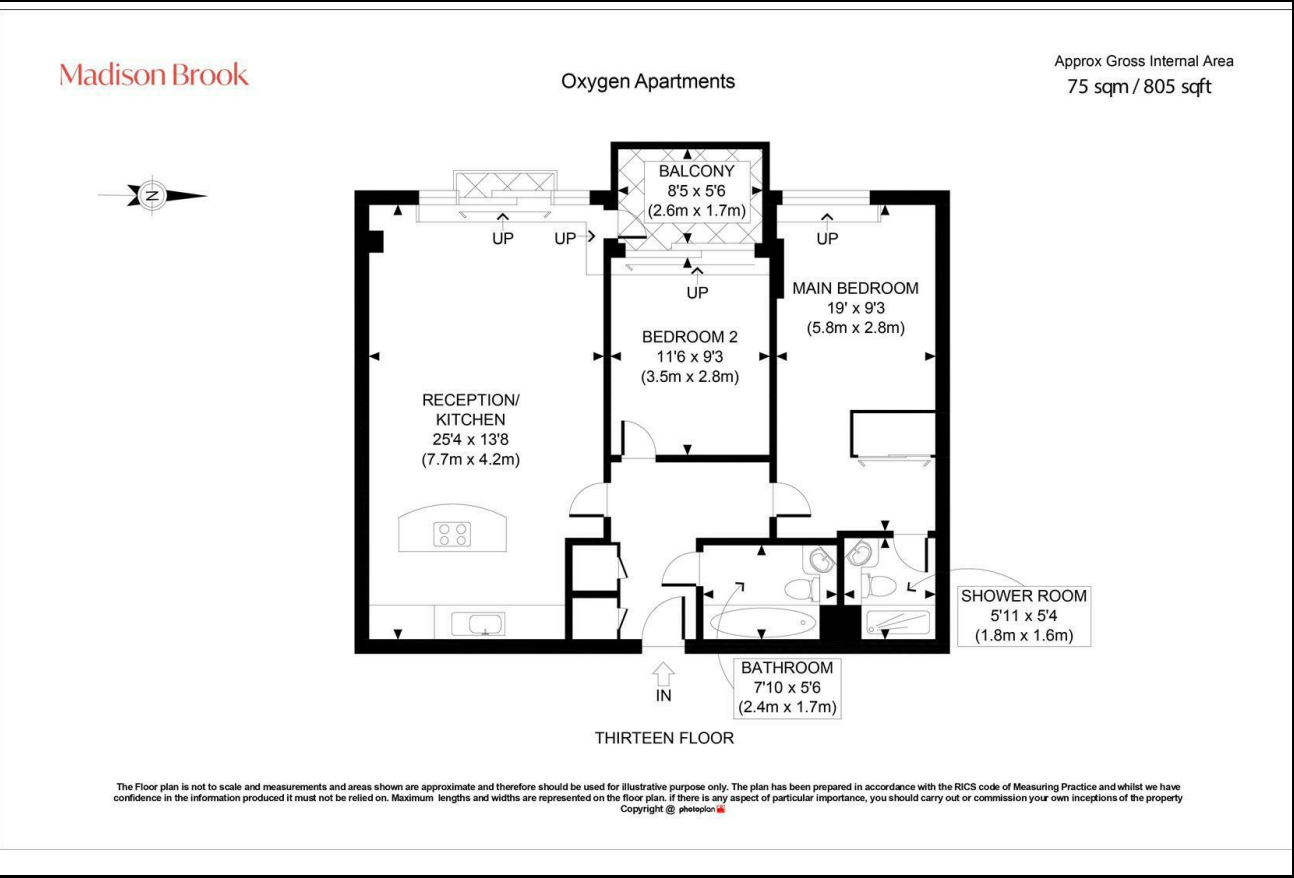 Madison Brook
Oxygen Apartments
Approx Gross Internal Area
75 sqm / 805 sqft
N
BALCONY
8'5 x 5'6
(2.6m x 1.7m)
UP
UP
UP
UP
MAIN BEDROOM
19' x 9'3
(5.8m x 2.8m)
BEDROOM 2
11'6 x 9'3
(3.5m x 2.8m)
RECEPTION/
KITCHEN
25'4 x 13'8
(7.7m x 4.2m)
SHOWER ROOM
5'11 x 5'4
(1.8m x 1.6m)
BATHROOM
7'10 x 5'6
(2.4m x 1.7m)
IN
THIRTEEN FLOOR
The Floor plan is not to scale and measurements and areas shown are approximate and therefore should be used for illustrative purpose only. The plan has been prepared in accordance with the RICS code of Measuring Practice and whilst we have
confidence in the information produced it must not be relied on. Maximum lengths and widths are represented on the floor plan. if there is any aspect of particular importance, you should carry out or commission your own inceptions of the property
Copyright @ photoplan